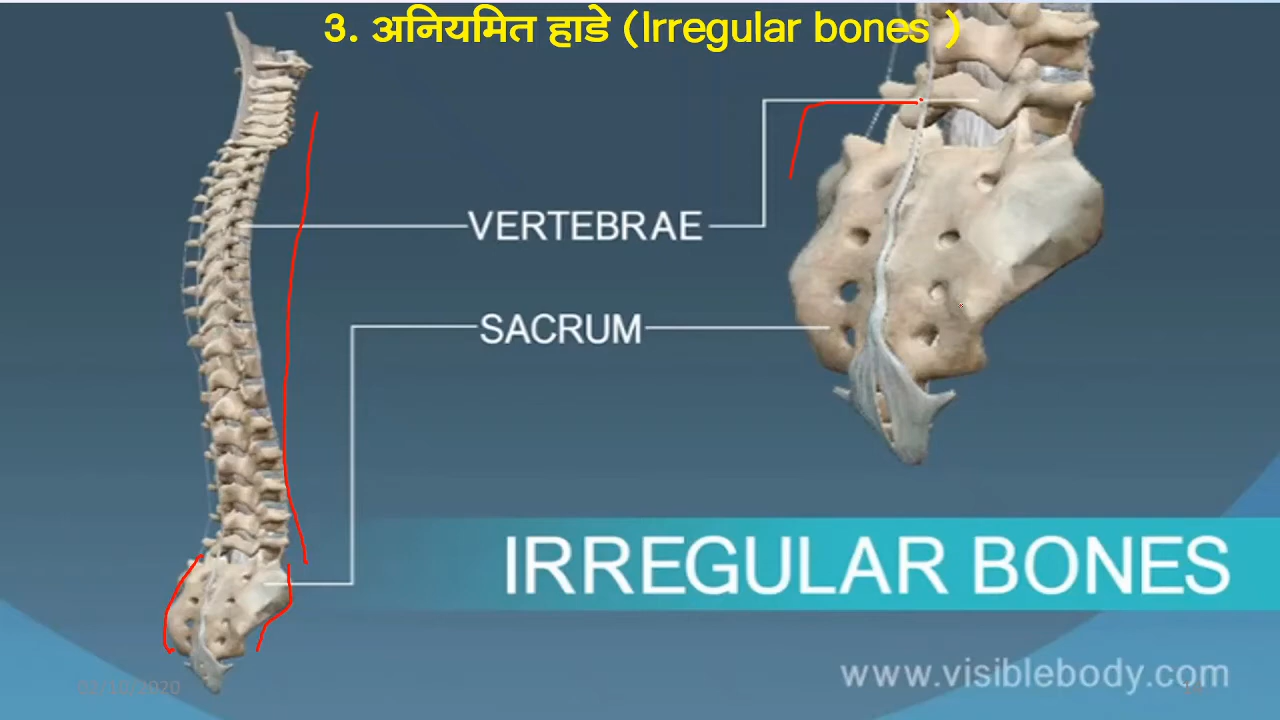 3. अनियमित हाडे (Irregular bones )
VERTEBRAE
SACRUM
IRREGULAR BONES
www.visiblebody.com